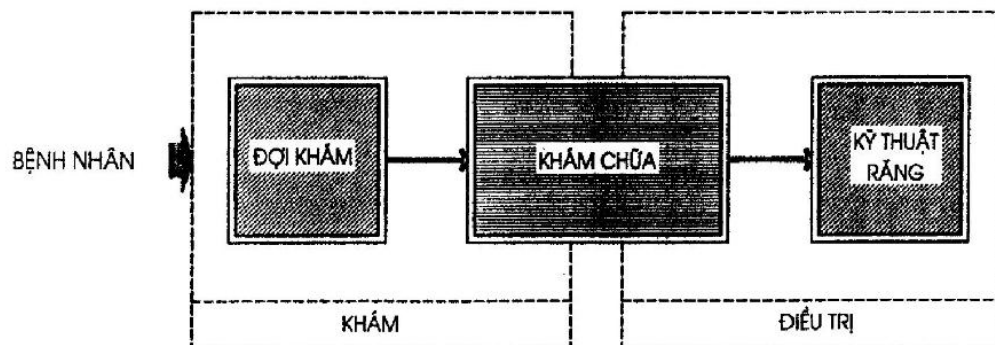 BỆNH NHÂN
ĐỢI KHÁM
KHÁM CHỮA
KỸ THUẬT
RĂNG
KHÁM
ĐIỀU TRỊ